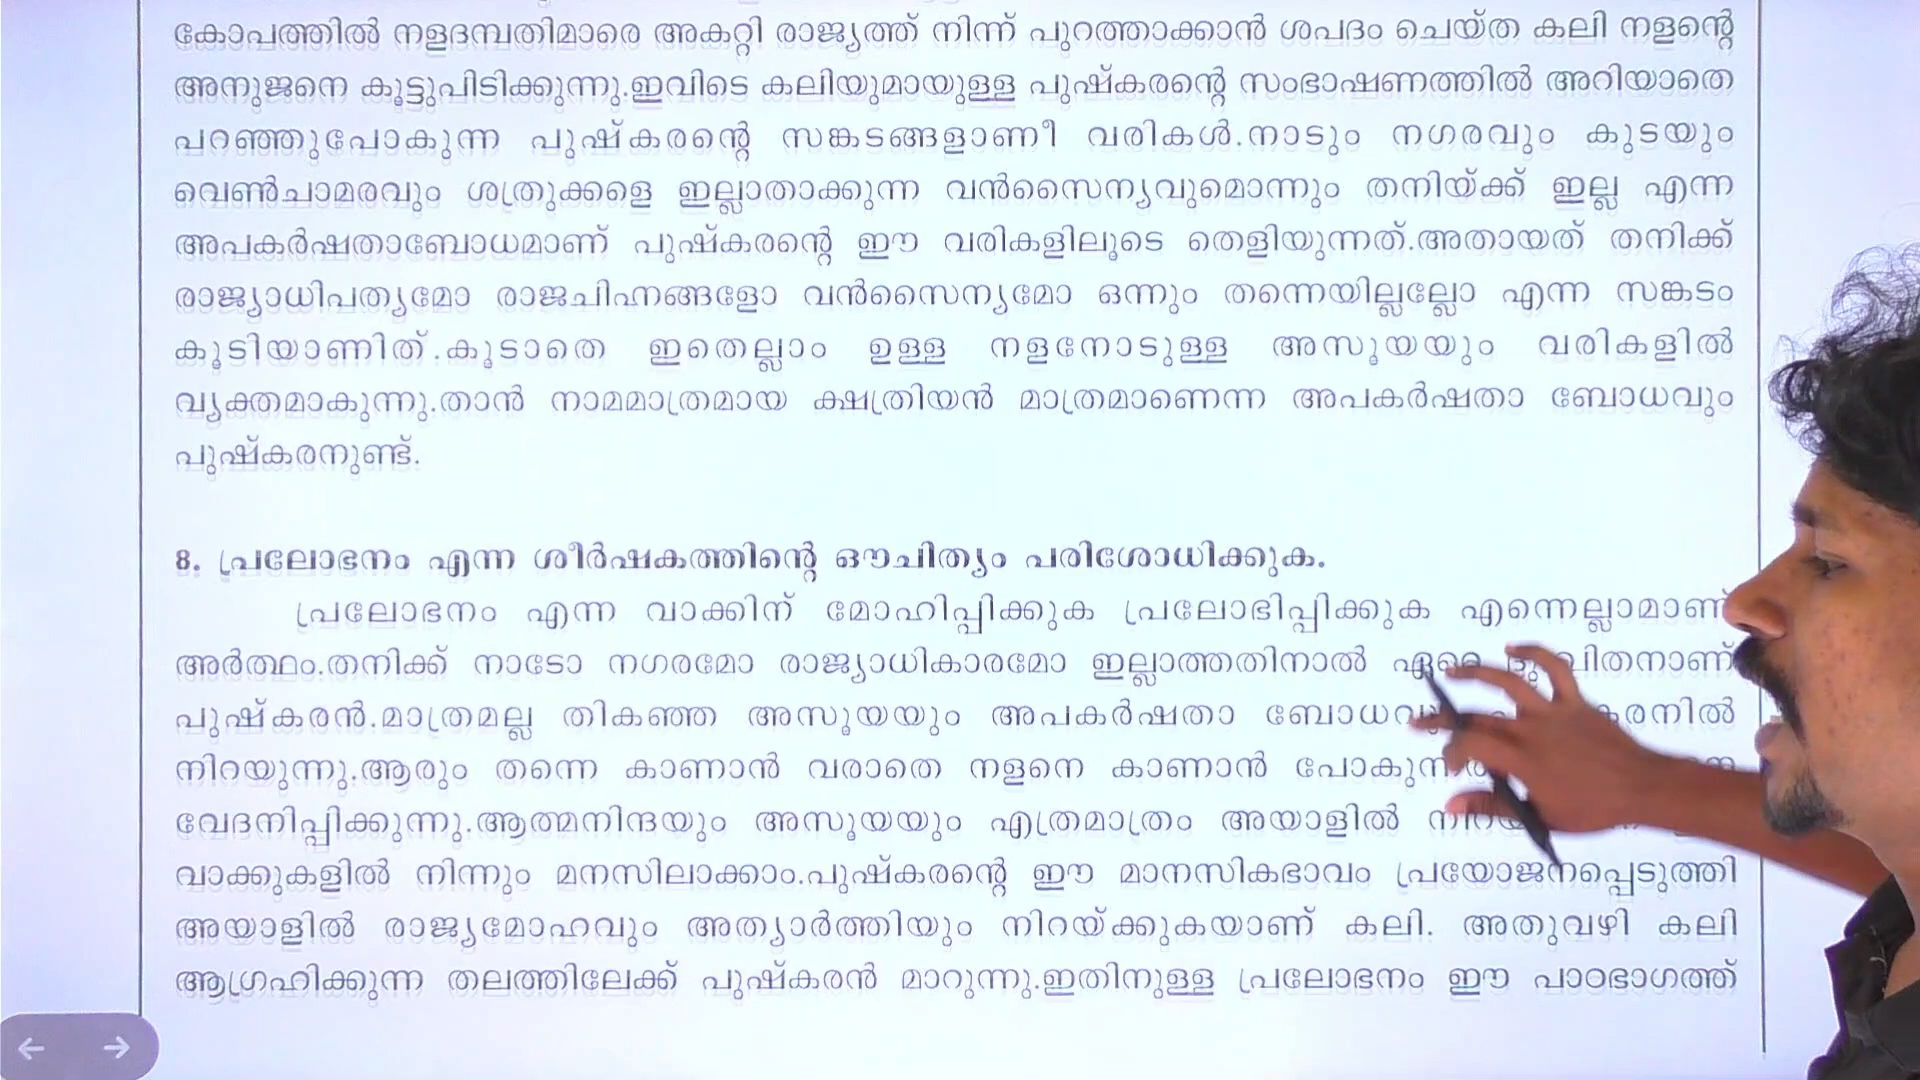 കോപത്തിൽ നളദമ്പതിമാരെ അകറ്റി രാജ്യത്ത് നിന്ന് പുറത്താക്കാൻ ശപദം ചെയ്ത കലി നളന്റെ
അനുജനെ കൂട്ടുപിടിക്കുന്നു.ഇവിടെ കലിയുമായുള്ള പുഷ്കരന്റെ സംഭാഷണത്തിൽ അറിയാതെ
പറഞ്ഞുപോകുന്ന പുഷ്കരന്റെ സങ്കടങ്ങളാണീ വരികൾ.നാടും നഗരവും കുടയും
വെൺചാമരവും ശത്രുക്കളെ ഇല്ലാതാക്കുന്ന വൻസൈന്യവുമൊന്നും തനിയ്ക്ക് ഇല്ല എന്ന
അപകർഷതാബോധമാണ് പുഷ്കരന്റെ ഈ വരികളിലൂടെ തെളിയുന്നത്.അതായത് തനിക്ക്
രാജ്യാധിപത്യമോ രാജചിഹ്നങ്ങളോ വൻസൈന്യമോ ഒന്നും തന്നെയില്ലല്ലോ എന്ന സങ്കടം
കൂടിയാണിത്.കൂടാതെ ഇതെല്ലാം ഉള്ള നളനോടുള്ള അസൂയയും വരികളിൽ
വ്യക്തമാകുന്നു.താൻ നാമമാത്രമായ ക്ഷത്രിയൻ മാത്രമാണെന്ന അപകർഷതാ ബോധവും
പുഷ്കരനുണ്ട്.
8. പ്രലോഭനം എന്ന ശീർഷകത്തിന്റെ ഔചിത്യം പരിശോധിക്കുക.
പ്രലോഭനം എന്ന വാക്കിന് മോഹിപ്പിക്കുക പ്രലോഭിപ്പിക്കുക എന്നെല്ലാമാണ്
അർത്ഥം.തനിക്ക് നാടോ നഗരമോ രാജ്യാധികാരമോ ഇല്ലാത്തതിനാൽ ഏറെ
പുഷ്കരൻ.മാത്രമല്ല തികഞ്ഞ അസൂയയും അപകർഷതാ
നിറയുന്നു.ആരും തന്നെ കാണാൻ വരാതെ നളനെ കാണാൻ
വേദനിപ്പിക്കുന്നു.ആത്മനിന്ദയും അസൂയയും എത്രമാത്രം അയാളിൽ
വാക്കുകളിൽ നിന്നും മനസിലാക്കാം.പുഷ്കരന്റെ ഈ മാനസികഭാവം പ്രയോജനപ്പെടുത്തി
അയാളിൽ രാജ്യമോഹവും അത്യാർത്തിയും നിറയ്ക്കുകയാണ് കലി. അതുവഴി കലി
ആഗ്രഹിക്കുന്ന തലത്തിലേക്ക് പുഷ്കരൻ മാറുന്നു.ഇതിനുള്ള പ്രലോഭനം ഈ പാഠഭാഗത്ത്